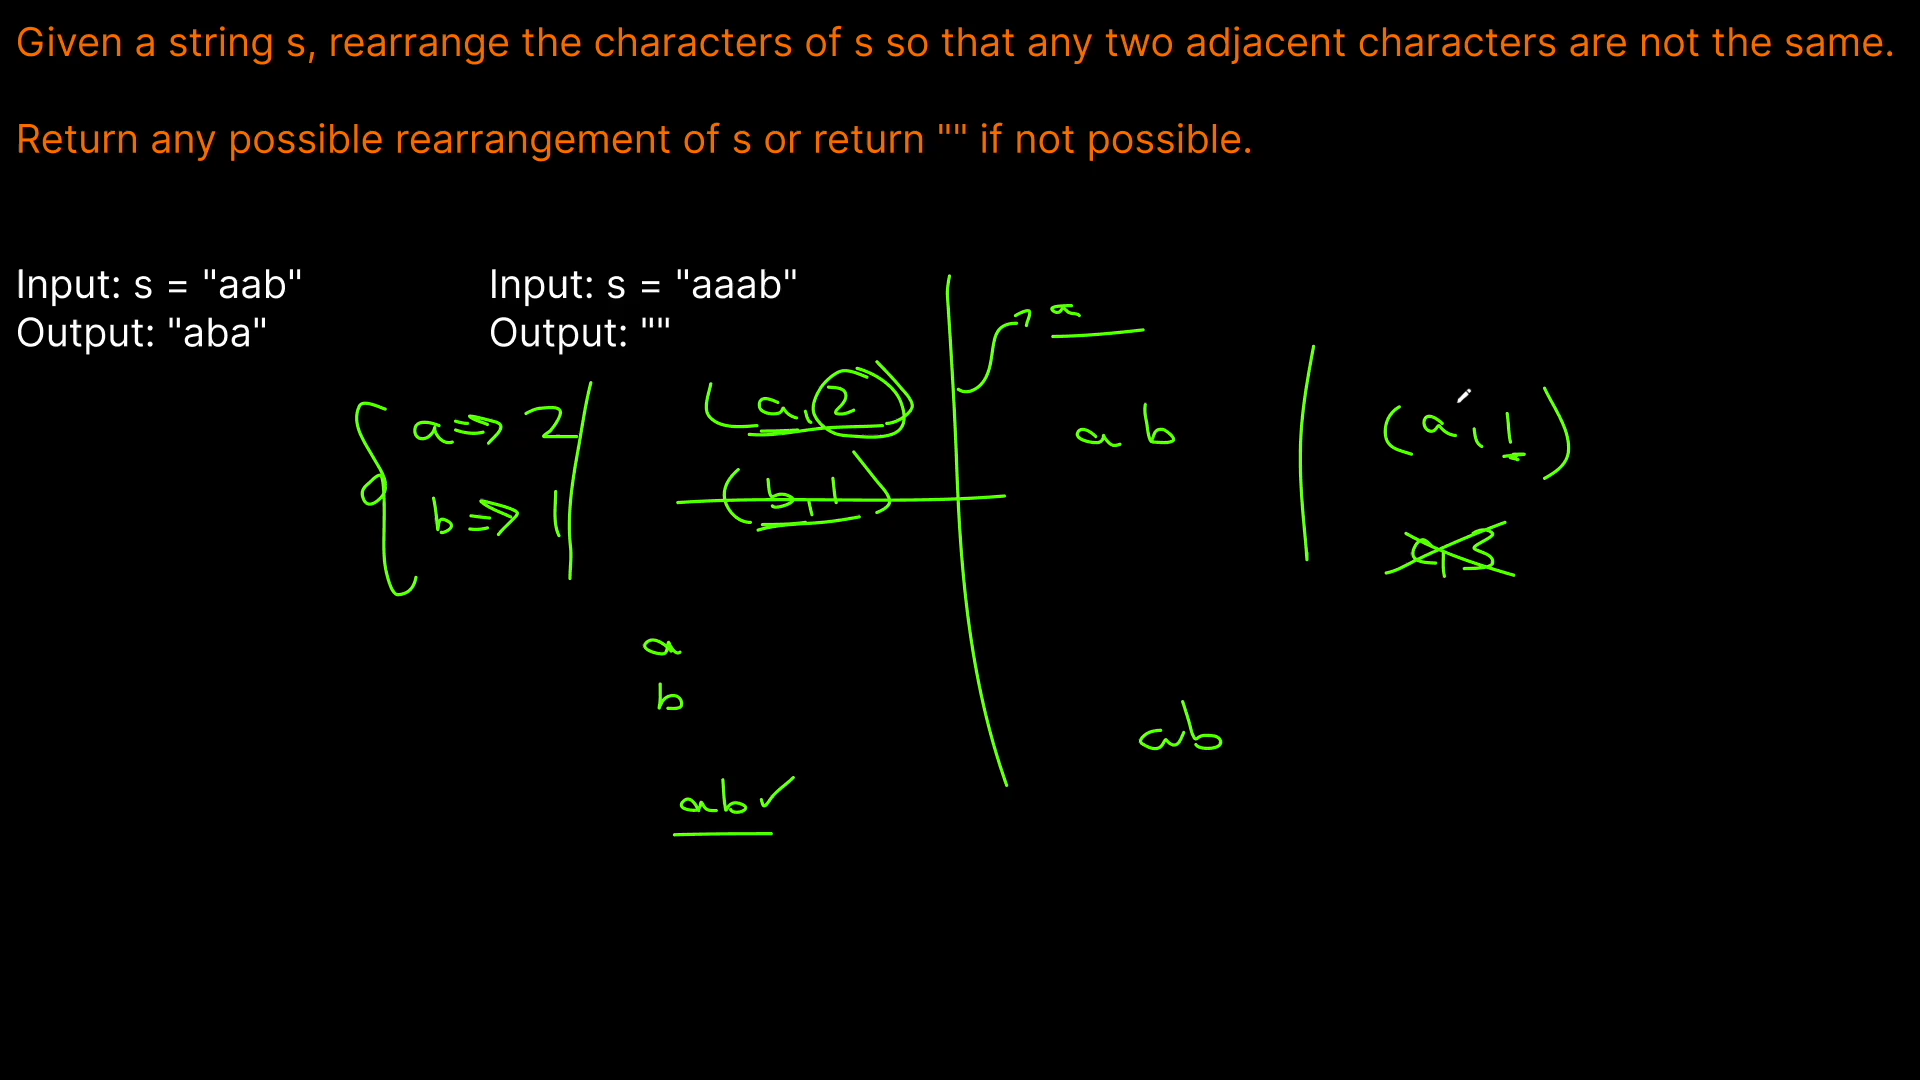 Given a string s, rearrange the characters of s so that any two adjacent characters are not the same.
Return any possible rearrangement of s or return "" if not possible.
Input: s = "aab"
Output: "aba"
Input: s = "aaab"
Output: ""
a
a => 2
(a,2)
a b
(a,1)
b => 1
(b,1)
a
b
ab
ab ✓